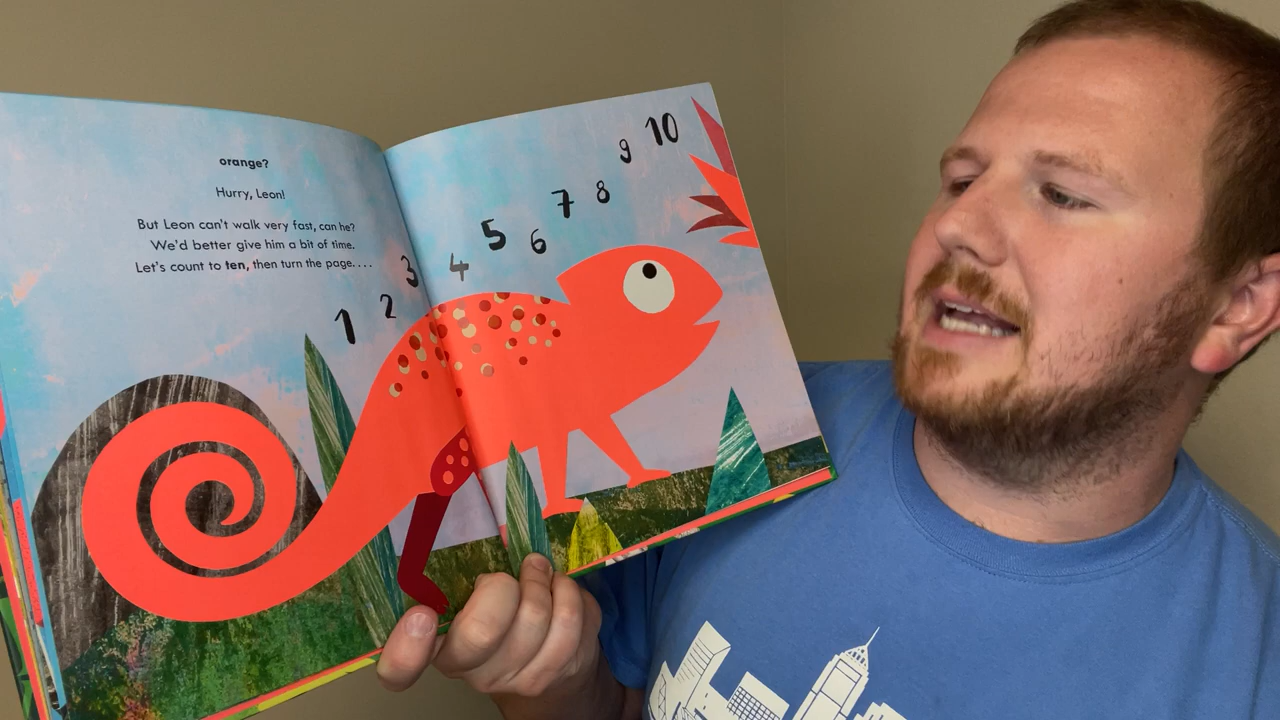 orange?
Hurry, Leon!
But Leon can't walk very fast, can he?
We'd better give him a bit of time.
Let's count to ten, then turn the page. . . .
1 2 3 4 5 6 7 8 9 10